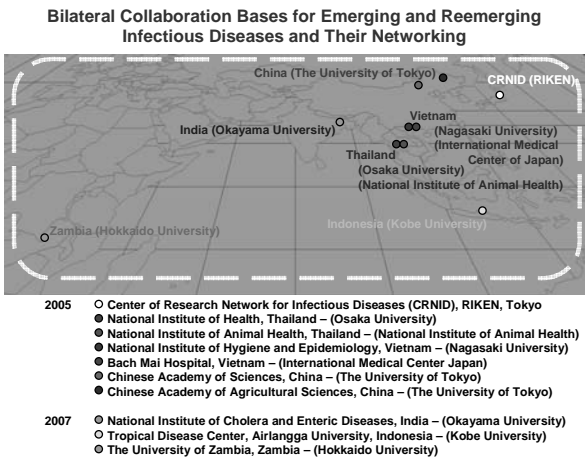 Bilateral Collaboration Bases for Emerging and Reemerging
Infectious Diseases and Their Networking
China (The University of Tokyo)
CRNID (RIKEN)
India (Okayama University)
Vietnam
(Nagasaki University)
(International Medical
Center of Japan)
Thailand
(Osaka University)
(National Institute of Animal Health)
Zambia (Hokkaido University)
Indonesia (Kobe University)
2005 Center of Research Network for Infectious Diseases (CRNID), RIKEN, Tokyo
National Institute of Health, Thailand – (Osaka University)
National Institute of Animal Health, Thailand – (National Institute of Animal Health)
National Institute of Hygiene and Epidemiology, Vietnam – (Nagasaki University)
Bach Mai Hospital, Vietnam – (International Medical Center Japan)
Chinese Academy of Sciences, China – (The University of Tokyo)
Chinese Academy of Agricultural Sciences, China – (The University of Tokyo)
2007 National Institute of Cholera and Enteric Diseases, India – (Okayama University)
Tropical Disease Center, Airlangga University, Indonesia – (Kobe University)
The University of Zambia, Zambia – (Hokkaido University)